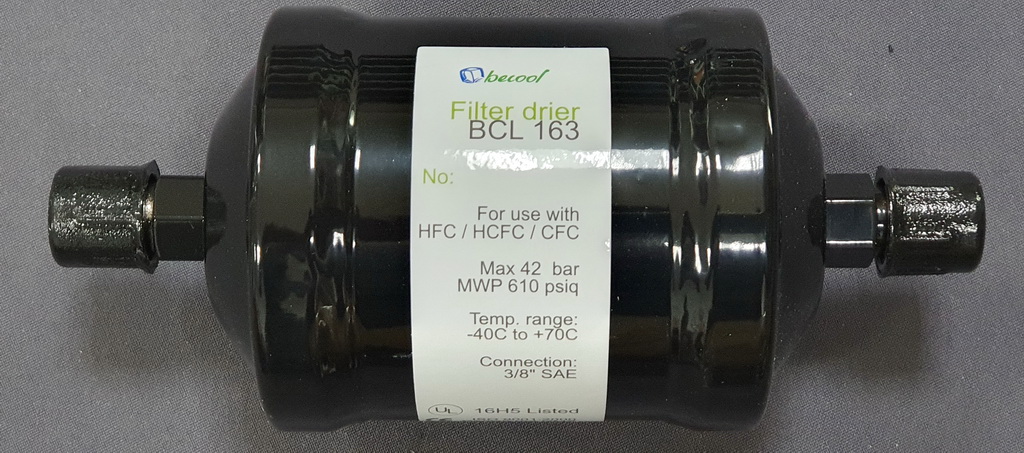 becool
Filter drier
BCL 163
No:
For use with
HFC / HCFC / CFC
Max 42 bar
MWP 610 psiq
Temp. range:
-40C to +70C
Connection:
3/8" SAE
UL 16H5 Listed